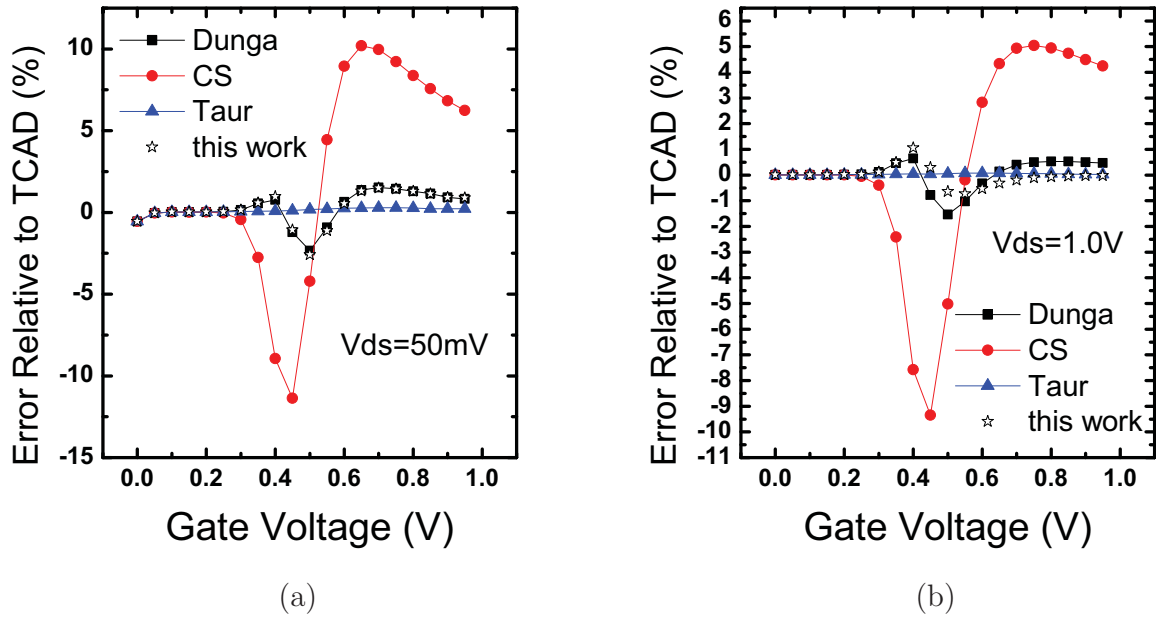 Error Relative to TCAD (%)
10
5
0
-5
-10
-15
Dunga
CS
Taur
this work
Vds=50mV
0.0 0.2 0.4 0.6 0.8 1.0
Gate Voltage (V)
(a)
Error Relative to TCAD (%)
6
5
4
3
2
1
0
-1
-2
-3
-4
-5
-6
-7
-8
-9
-10
-11
Vds=1.0V
Dunga
CS
Taur
this work
0.0 0.2 0.4 0.6 0.8 1.0
Gate Voltage (V)
(b)